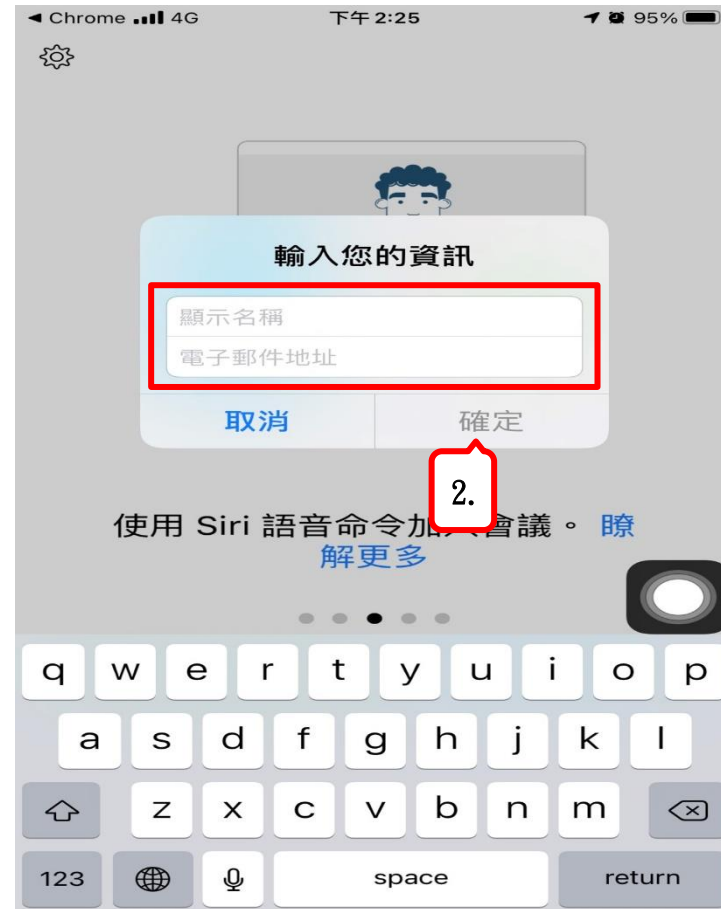 ◀ Chrome 4G 下午 2:25 95%
輸入您的資訊
顯示名稱
電子郵件地址
取消 確定
2.
使用 Siri 語音命令加入會議。瞭
解更多
q w e r t y u i o p
a s d f g h j k l
z x c v b n m
123 space return